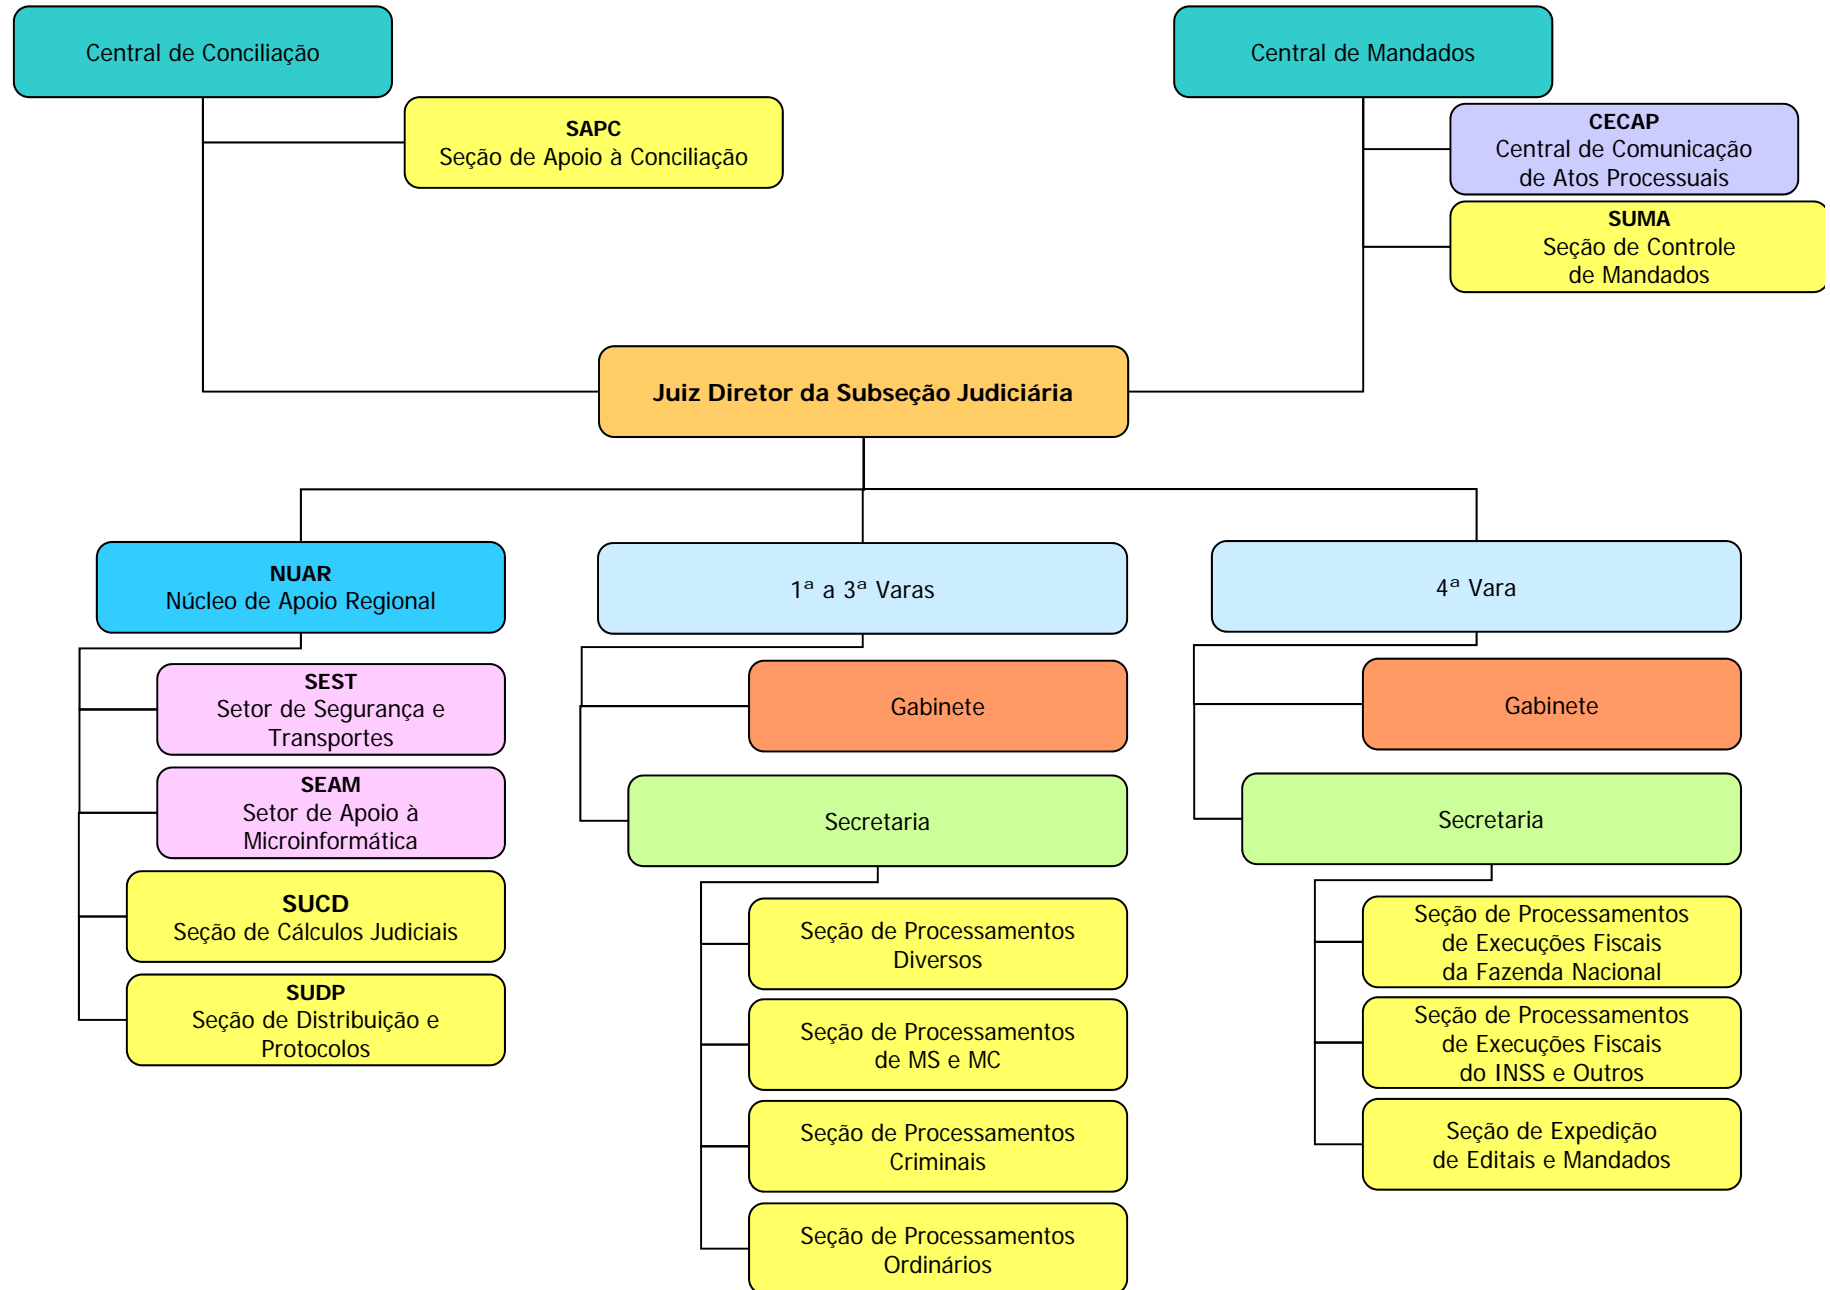 Central de Conciliação
Central de Mandados
SAPC
Seção de Apoio à Conciliação
CECAP
Central de Comunicação
de Atos Processuais
SUMA
Seção de Controle
de Mandados
Juiz Diretor da Subseção Judiciária
NUAR
Núcleo de Apoio Regional
SEST
Setor de Segurança e
Transportes
SEAM
Setor de Apoio à
Microinformática
SUCD
Seção de Cálculos Judiciais
SUDP
Seção de Distribuição e
Protocolos
1ª a 3ª Varas
Gabinete
Secretaria
Seção de Processamentos
Diversos
Seção de Processamentos
de MS e MC
Seção de Processamentos
Criminais
Seção de Processamentos
Ordinários
4ª Vara
Gabinete
Secretaria
Seção de Processamentos
de Execuções Fiscais
da Fazenda Nacional
Seção de Processamentos
de Execuções Fiscais
do INSS e Outros
Seção de Expedição
de Editais e Mandados